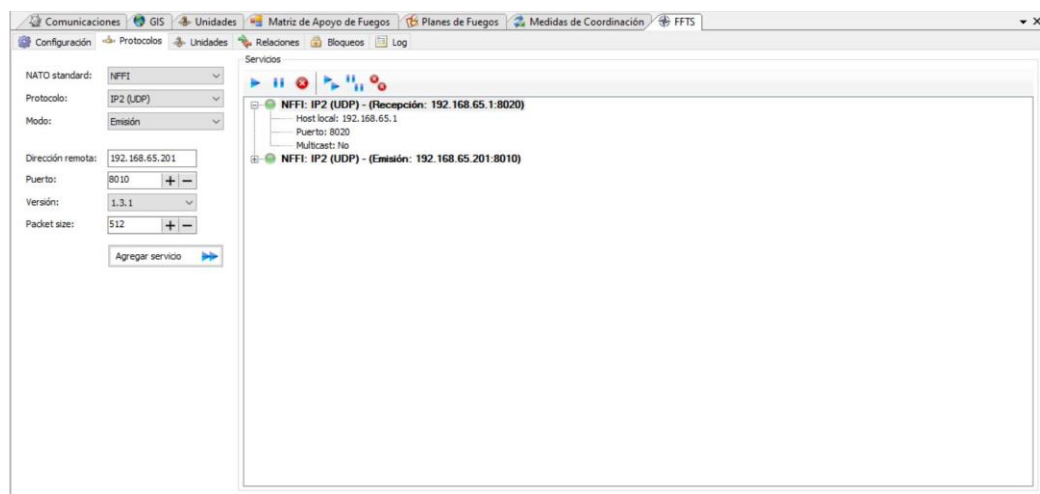 Comunicaciones GIS Unidades Matriz de Apoyo de Fuegos Planes de Fuegos Medidas de Coordinación FFTS
Configuración Protocolos Unidades Relaciones Bloqueos Log
NATO standard: NFFI
Protocolo: IP2 (UDP)
Modo: Emisión
Dirección remota: 192.168.65.201
Puerto: 8010
Versión: 1.3.1
Packet size: 512
Agregar servicio
Servicios
NFFI: IP2 (UDP) - (Recepción: 192.168.65.1:8020)
Host local: 192.168.65.1
Puerto: 8020
Multicast: No
NFFI: IP2 (UDP) - (Emisión: 192.168.65.201:8010)